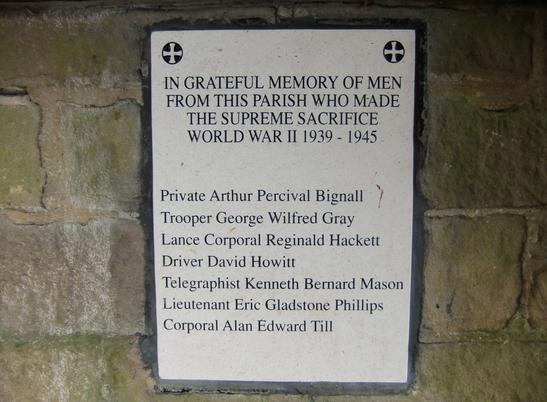 IN GRATEFUL MEMORY OF MEN
FROM THIS PARISH WHO MADE
THE SUPREME SACRIFICE
WORLD WAR II 1939 - 1945
Private Arthur Percival Bignall
Trooper George Wilfred Gray
Lance Corporal Reginald Hackett
Driver David Howitt
Telegraphist Kenneth Bernard Mason
Lieutenant Eric Gladstone Phillips
Corporal Alan Edward Till